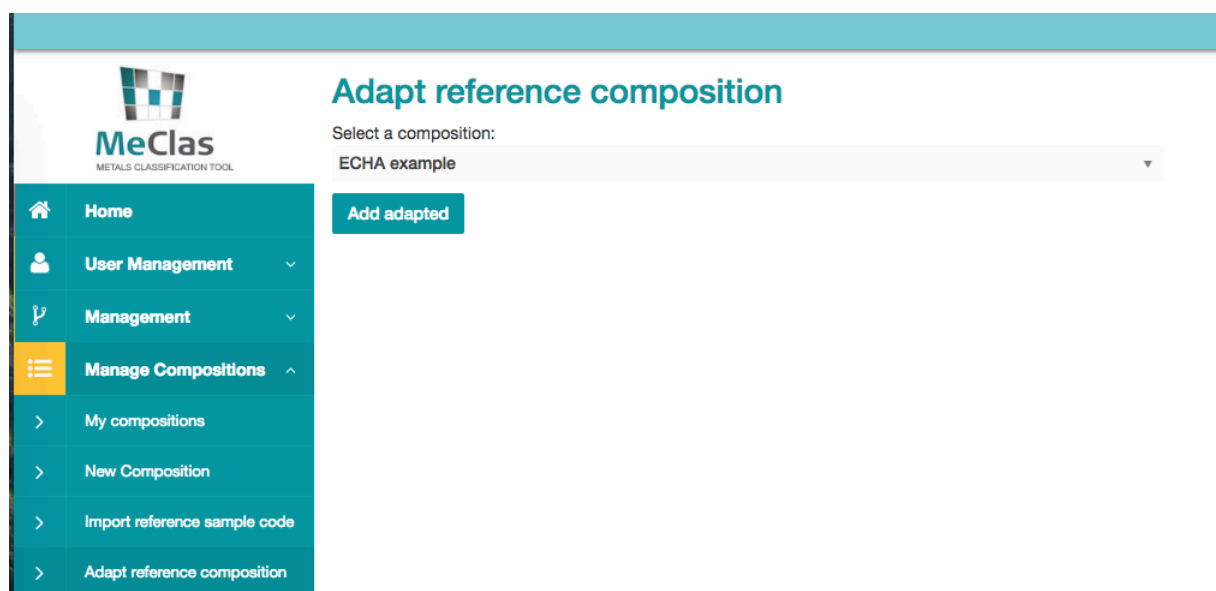 MeClas
METALS CLASSIFICATION TOOL
Adapt reference composition
Select a composition:
ECHA example
Add adapted
Home
User Management
Management
Manage Compositions
My compositions
New Composition
Import reference sample code
Adapt reference composition